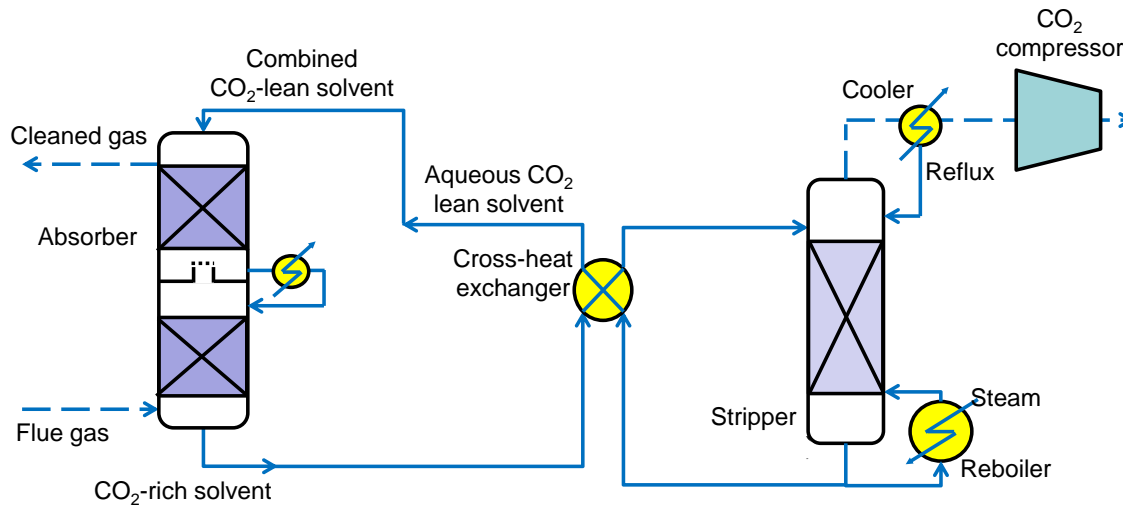 CO₂
compressor
Combined
CO₂-lean solvent
Cooler
Cleaned gas
Reflux
Aqueous CO₂
lean solvent
Absorber
Cross-heat
exchanger
Steam
Stripper
Flue gas
Reboiler
CO₂-rich solvent